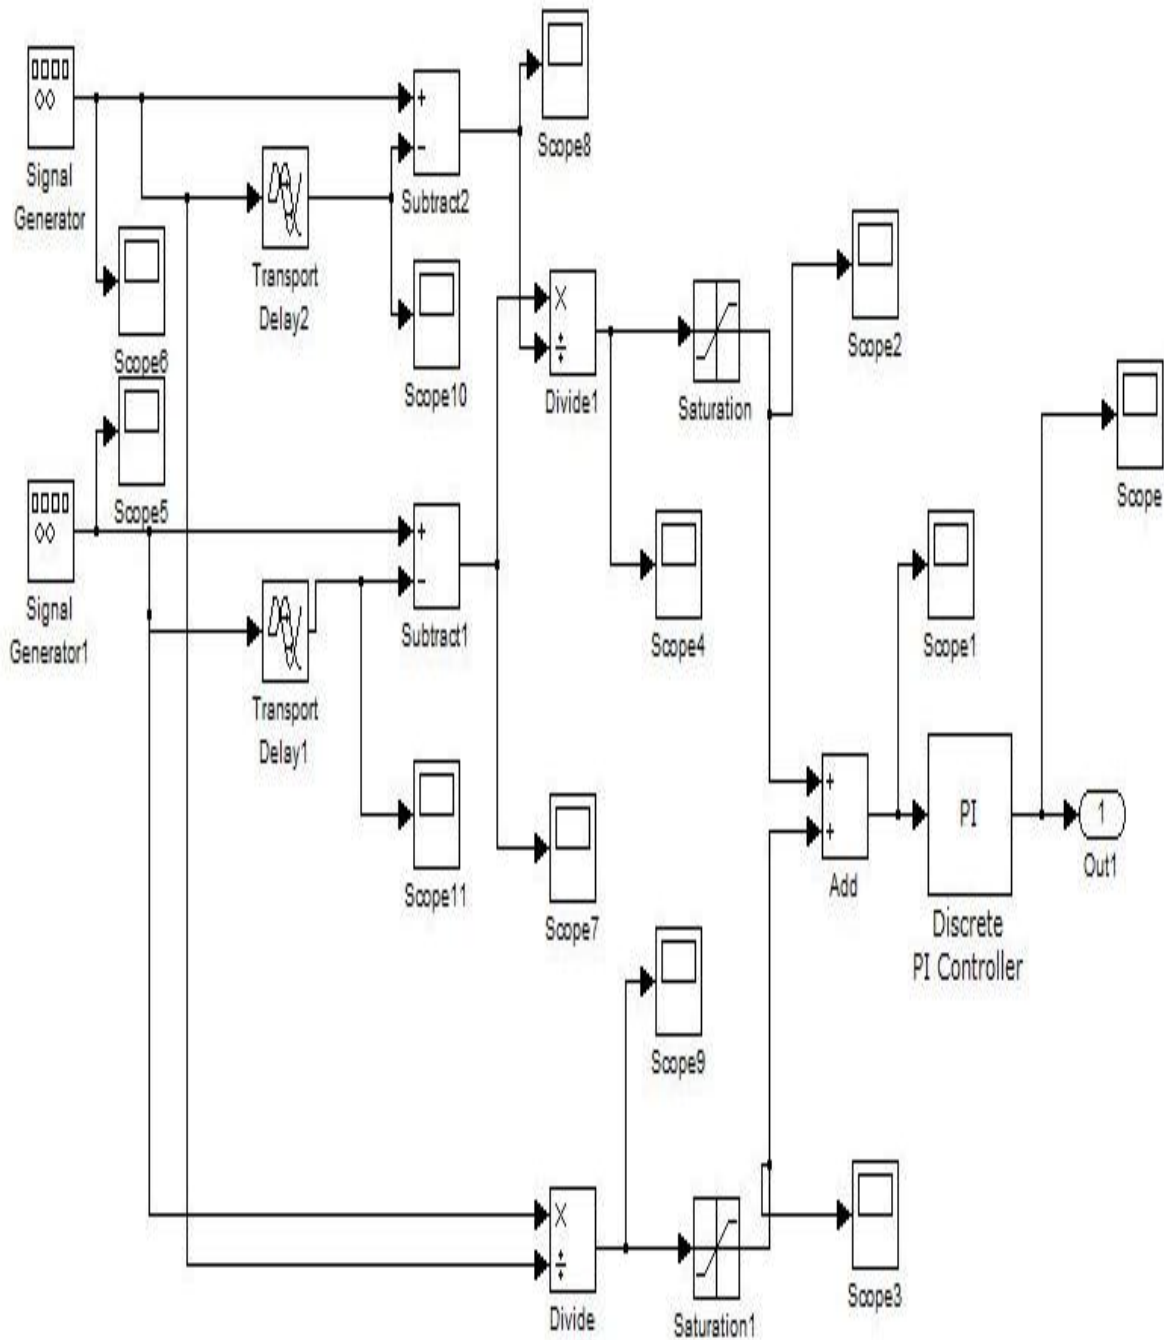 Scope8
Signal
Generator
+
−
Subtract2
Transport
Delay2
Scope6
Scope10
×
÷
Divide1
Saturation
Scope2
Scope
Scope5
Signal
Generator1
+
−
Subtract1
Scope4
Scope1
Transport
Delay1
Scope11
Scope7
+
+
Add
PI
Discrete
PI Controller
1
Out1
Scope9
×
÷
Divide
Saturation1
Scope3